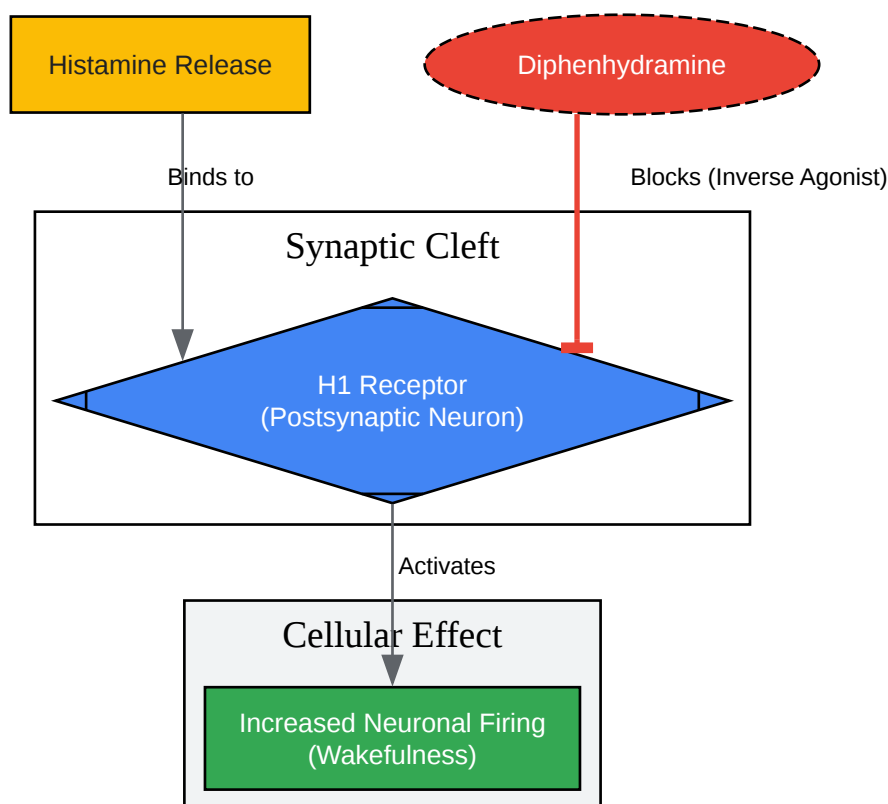 Histamine Release
Diphenhydramine
Binds to
Blocks (Inverse Agonist)
Synaptic Cleft
H1 Receptor
(Postsynaptic Neuron)
Activates
Cellular Effect
Increased Neuronal Firing
(Wakefulness)